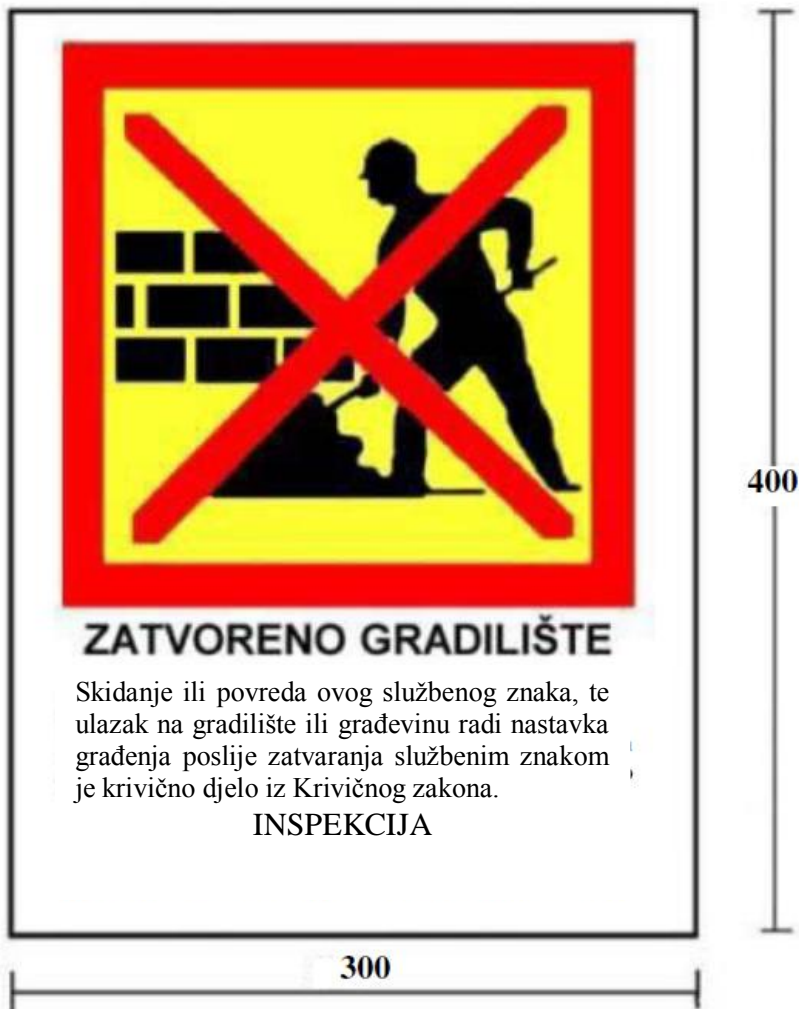 400
ZATVORENO GRADILIŠTE
Skidanje ili povreda ovog službenog znaka, te
ulazak na gradilište ili građevinu radi nastavka
građenja poslije zatvaranja službenim znakom
je krivično djelo iz Krivičnog zakona.
INSPEKCIJA
300